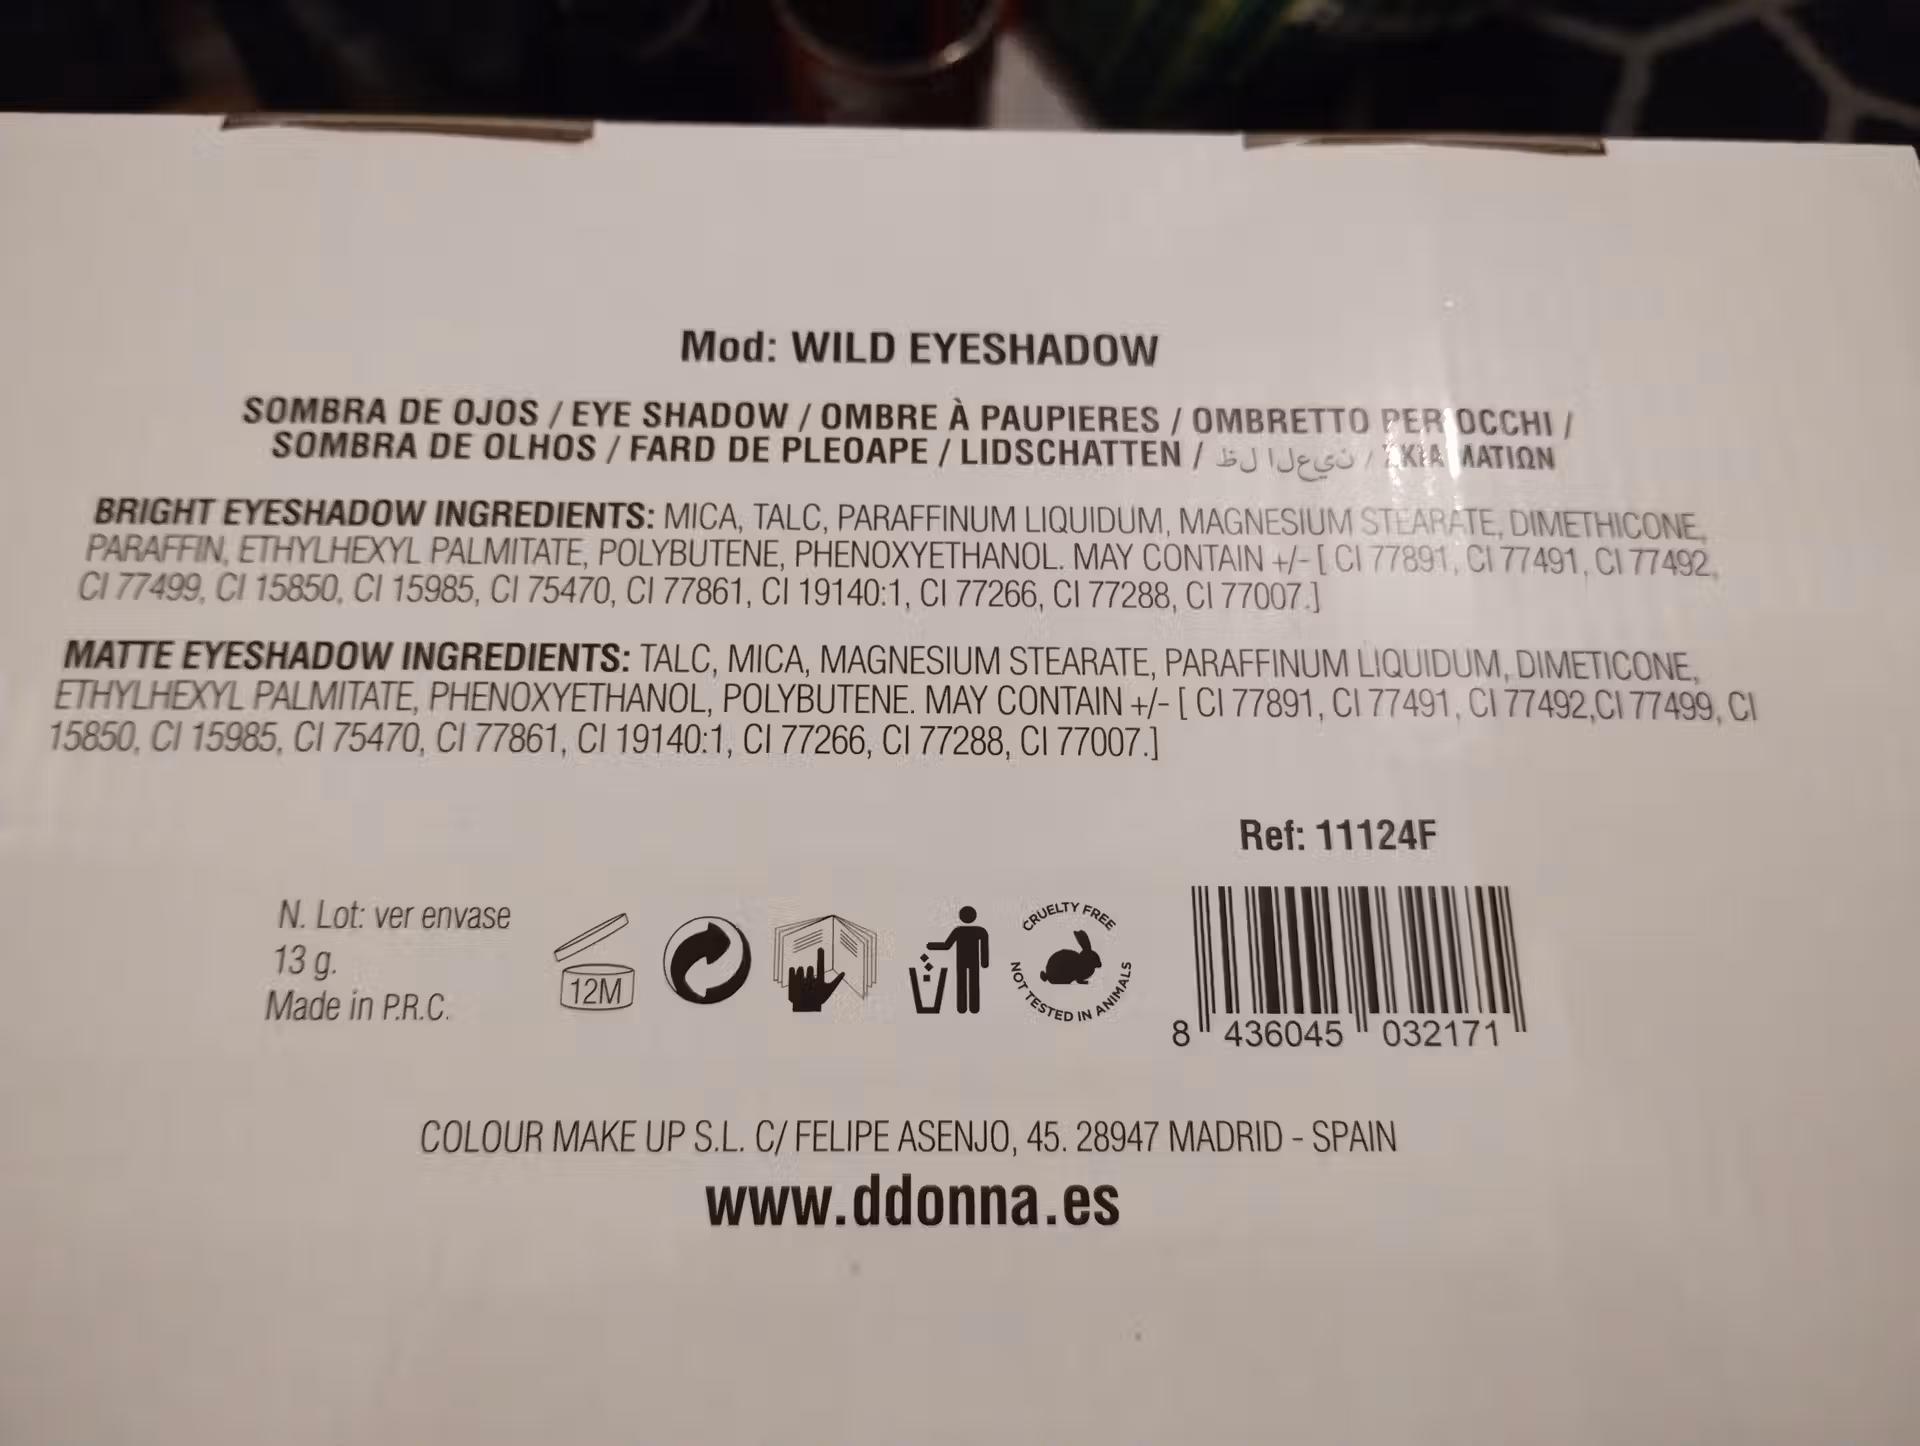 Mod: WILD EYESHADOW
SOMBRA DE OJOS / EYE SHADOW / OMBRE À PAUPIERES / OMBRETTO PER OCCHI /
SOMBRA DE OLHOS / FARD DE PLEOAPE / LIDSCHATTEN / ن ي ع ل ا ل ظ / ΣKIA MATIΩN
BRIGHT EYESHADOW INGREDIENTS: MICA, TALC, PARAFFINUM LIQUIDUM, MAGNESIUM STEARATE, DIMETHICONE,
PARAFFIN, ETHYLHEXYL PALMITATE, POLYBUTENE, PHENOXYETHANOL. MAY CONTAIN +/- [ CI 77891, CI 77491, CI 77492,
CI 77499, CI 15850, CI 15985, CI 75470, CI 77861, CI 19140:1, CI 77266, CI 77288, CI 77007.]
MATTE EYESHADOW INGREDIENTS: TALC, MICA, MAGNESIUM STEARATE, PARAFFINUM LIQUIDUM, DIMETICONE,
ETHYLHEXYL PALMITATE, PHENOXYETHANOL, POLYBUTENE. MAY CONTAIN +/- [ CI 77891, CI 77491, CI 77492,CI 77499, CI
15850, CI 15985, CI 75470, CI 77861, CI 19140:1, CI 77266, CI 77288, CI 77007.]
Ref: 11124F
N. Lot: ver envase
13 g.
Made in P.R.C.
12M
CRUELTY FREE
NOT TESTED IN ANIMALS
8 436045 032171
COLOUR MAKE UP S.L. C/ FELIPE ASENJO, 45. 28947 MADRID - SPAIN
www.ddonna.es